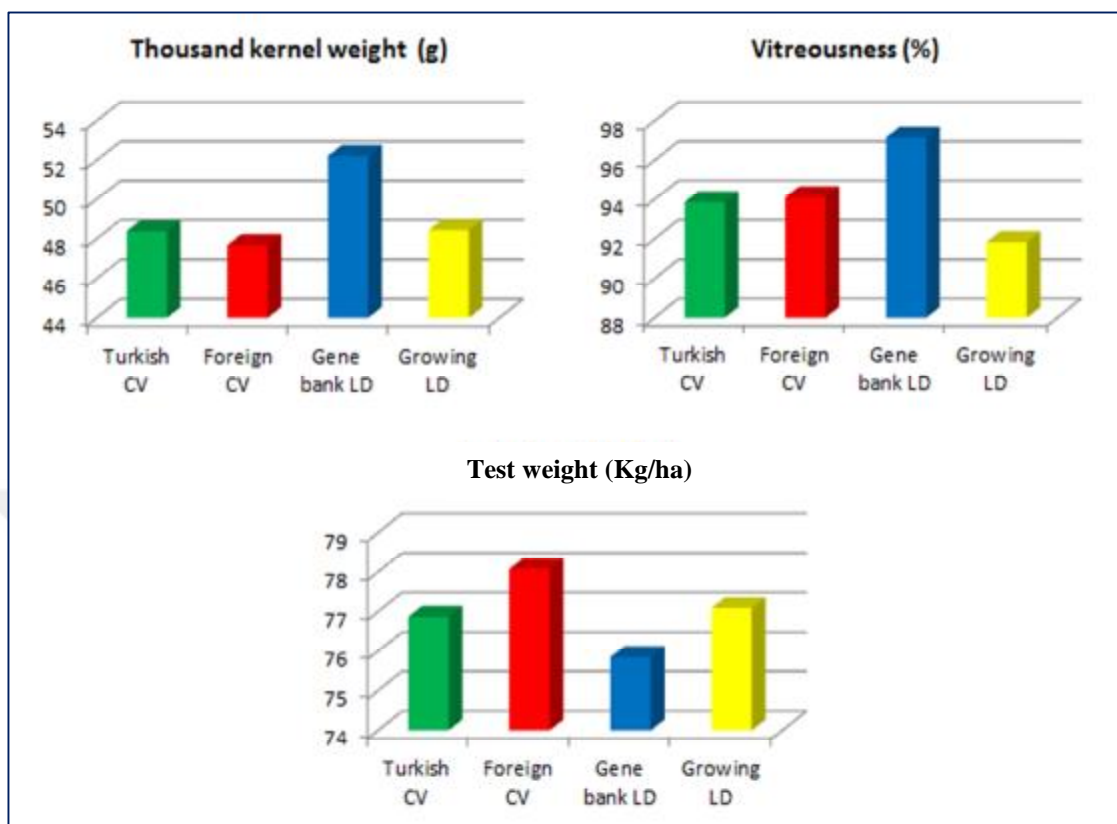 Thousand kernel weight (g)
54
52
50
48
46
44
Turkish CV
Foreign CV
Gene bank LD
Growing LD
Vitreousness (%)
98
96
94
92
90
88
Turkish CV
Foreign CV
Gene bank LD
Growing LD
Test weight (Kg/ha)
79
78
77
76
75
74
Turkish CV
Foreign CV
Gene bank LD
Growing LD